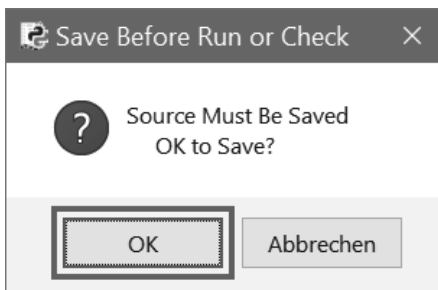 Save Before Run or Check
Source Must Be Saved
OK to Save?
OK Abbrechen